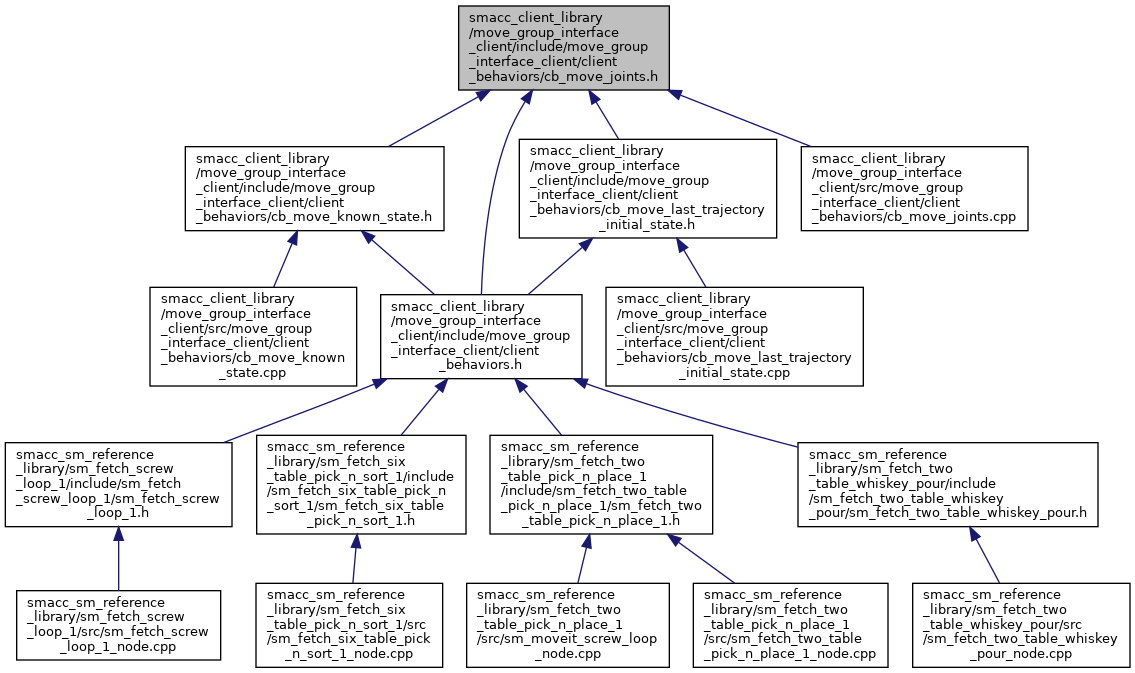 smacc_client_library
/move_group_interface
_client/include/move_group
_interface_client/client
_behaviors/cb_move_joints.h
smacc_client_library
/move_group_interface
_client/include/move_group
_interface_client/client
_behaviors/cb_move_known_state.h
smacc_client_library
/move_group_interface
_client/include/move_group
_interface_client/client
_behaviors/cb_move_last_trajectory
_initial_state.h
smacc_client_library
/move_group_interface
_client/src/move_group
_interface_client/client
_behaviors/cb_move_joints.cpp
smacc_client_library
/move_group_interface
_client/src/move_group
_interface_client/client
_behaviors/cb_move_known
_state.cpp
smacc_client_library
/move_group_interface
_client/include/move_group
_interface_client/client
_behaviors.h
smacc_client_library
/move_group_interface
_client/src/move_group
_interface_client/client
_behaviors/cb_move_last_trajectory
_initial_state.cpp
smacc_sm_reference
_library/sm_fetch_screw
_loop_1/include/sm_fetch
_screw_loop_1/sm_fetch_screw
_loop_1.h
smacc_sm_reference
_library/sm_fetch_six
_table_pick_n_sort_1/include
/sm_fetch_six_table_pick_n
_sort_1/sm_fetch_six_table
_pick_n_sort_1.h
smacc_sm_reference
_library/sm_fetch_two
_table_pick_n_place_1
/include/sm_fetch_two_table
_pick_n_place_1/sm_fetch_two
_table_pick_n_place_1.h
smacc_sm_reference
_library/sm_fetch_two
_table_whiskey_pour/include
/sm_fetch_two_table_whiskey
_pour/sm_fetch_two_table_whiskey_pour.h
smacc_sm_reference
_library/sm_fetch_screw
_loop_1/src/sm_fetch_screw
_loop_1_node.cpp
smacc_sm_reference
_library/sm_fetch_six
_table_pick_n_sort_1/src
/sm_fetch_six_table_pick
_n_sort_1_node.cpp
smacc_sm_reference
_library/sm_fetch_two
_table_pick_n_place_1
/src/sm_moveit_screw_loop
_node.cpp
smacc_sm_reference
_library/sm_fetch_two
_table_pick_n_place_1
/src/sm_fetch_two_table
_pick_n_place_1_node.cpp
smacc_sm_reference
_library/sm_fetch_two
_table_whiskey_pour/src
/sm_fetch_two_table_whiskey
_pour_node.cpp